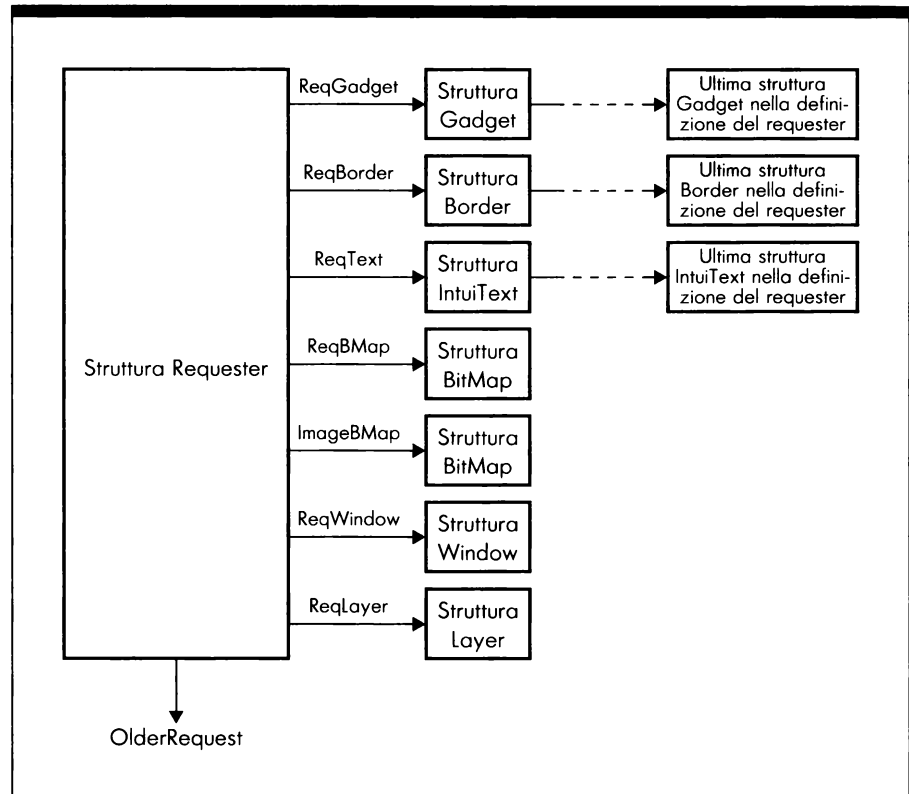 ReqGadget
Struttura
Gadget
Ultima struttura
Gadget nella defini-
zione del requester
ReqBorder
Struttura
Border
Ultima struttura
Border nella defini-
zione del requester
ReqText
Struttura
IntuiText
Ultima struttura
IntuiText nella defini-
zione del requester
Struttura Requester
ReqBMap
Struttura
BitMap
ImageBMap
Struttura
BitMap
ReqWindow
Struttura
Window
ReqLayer
Struttura
Layer
OlderRequest